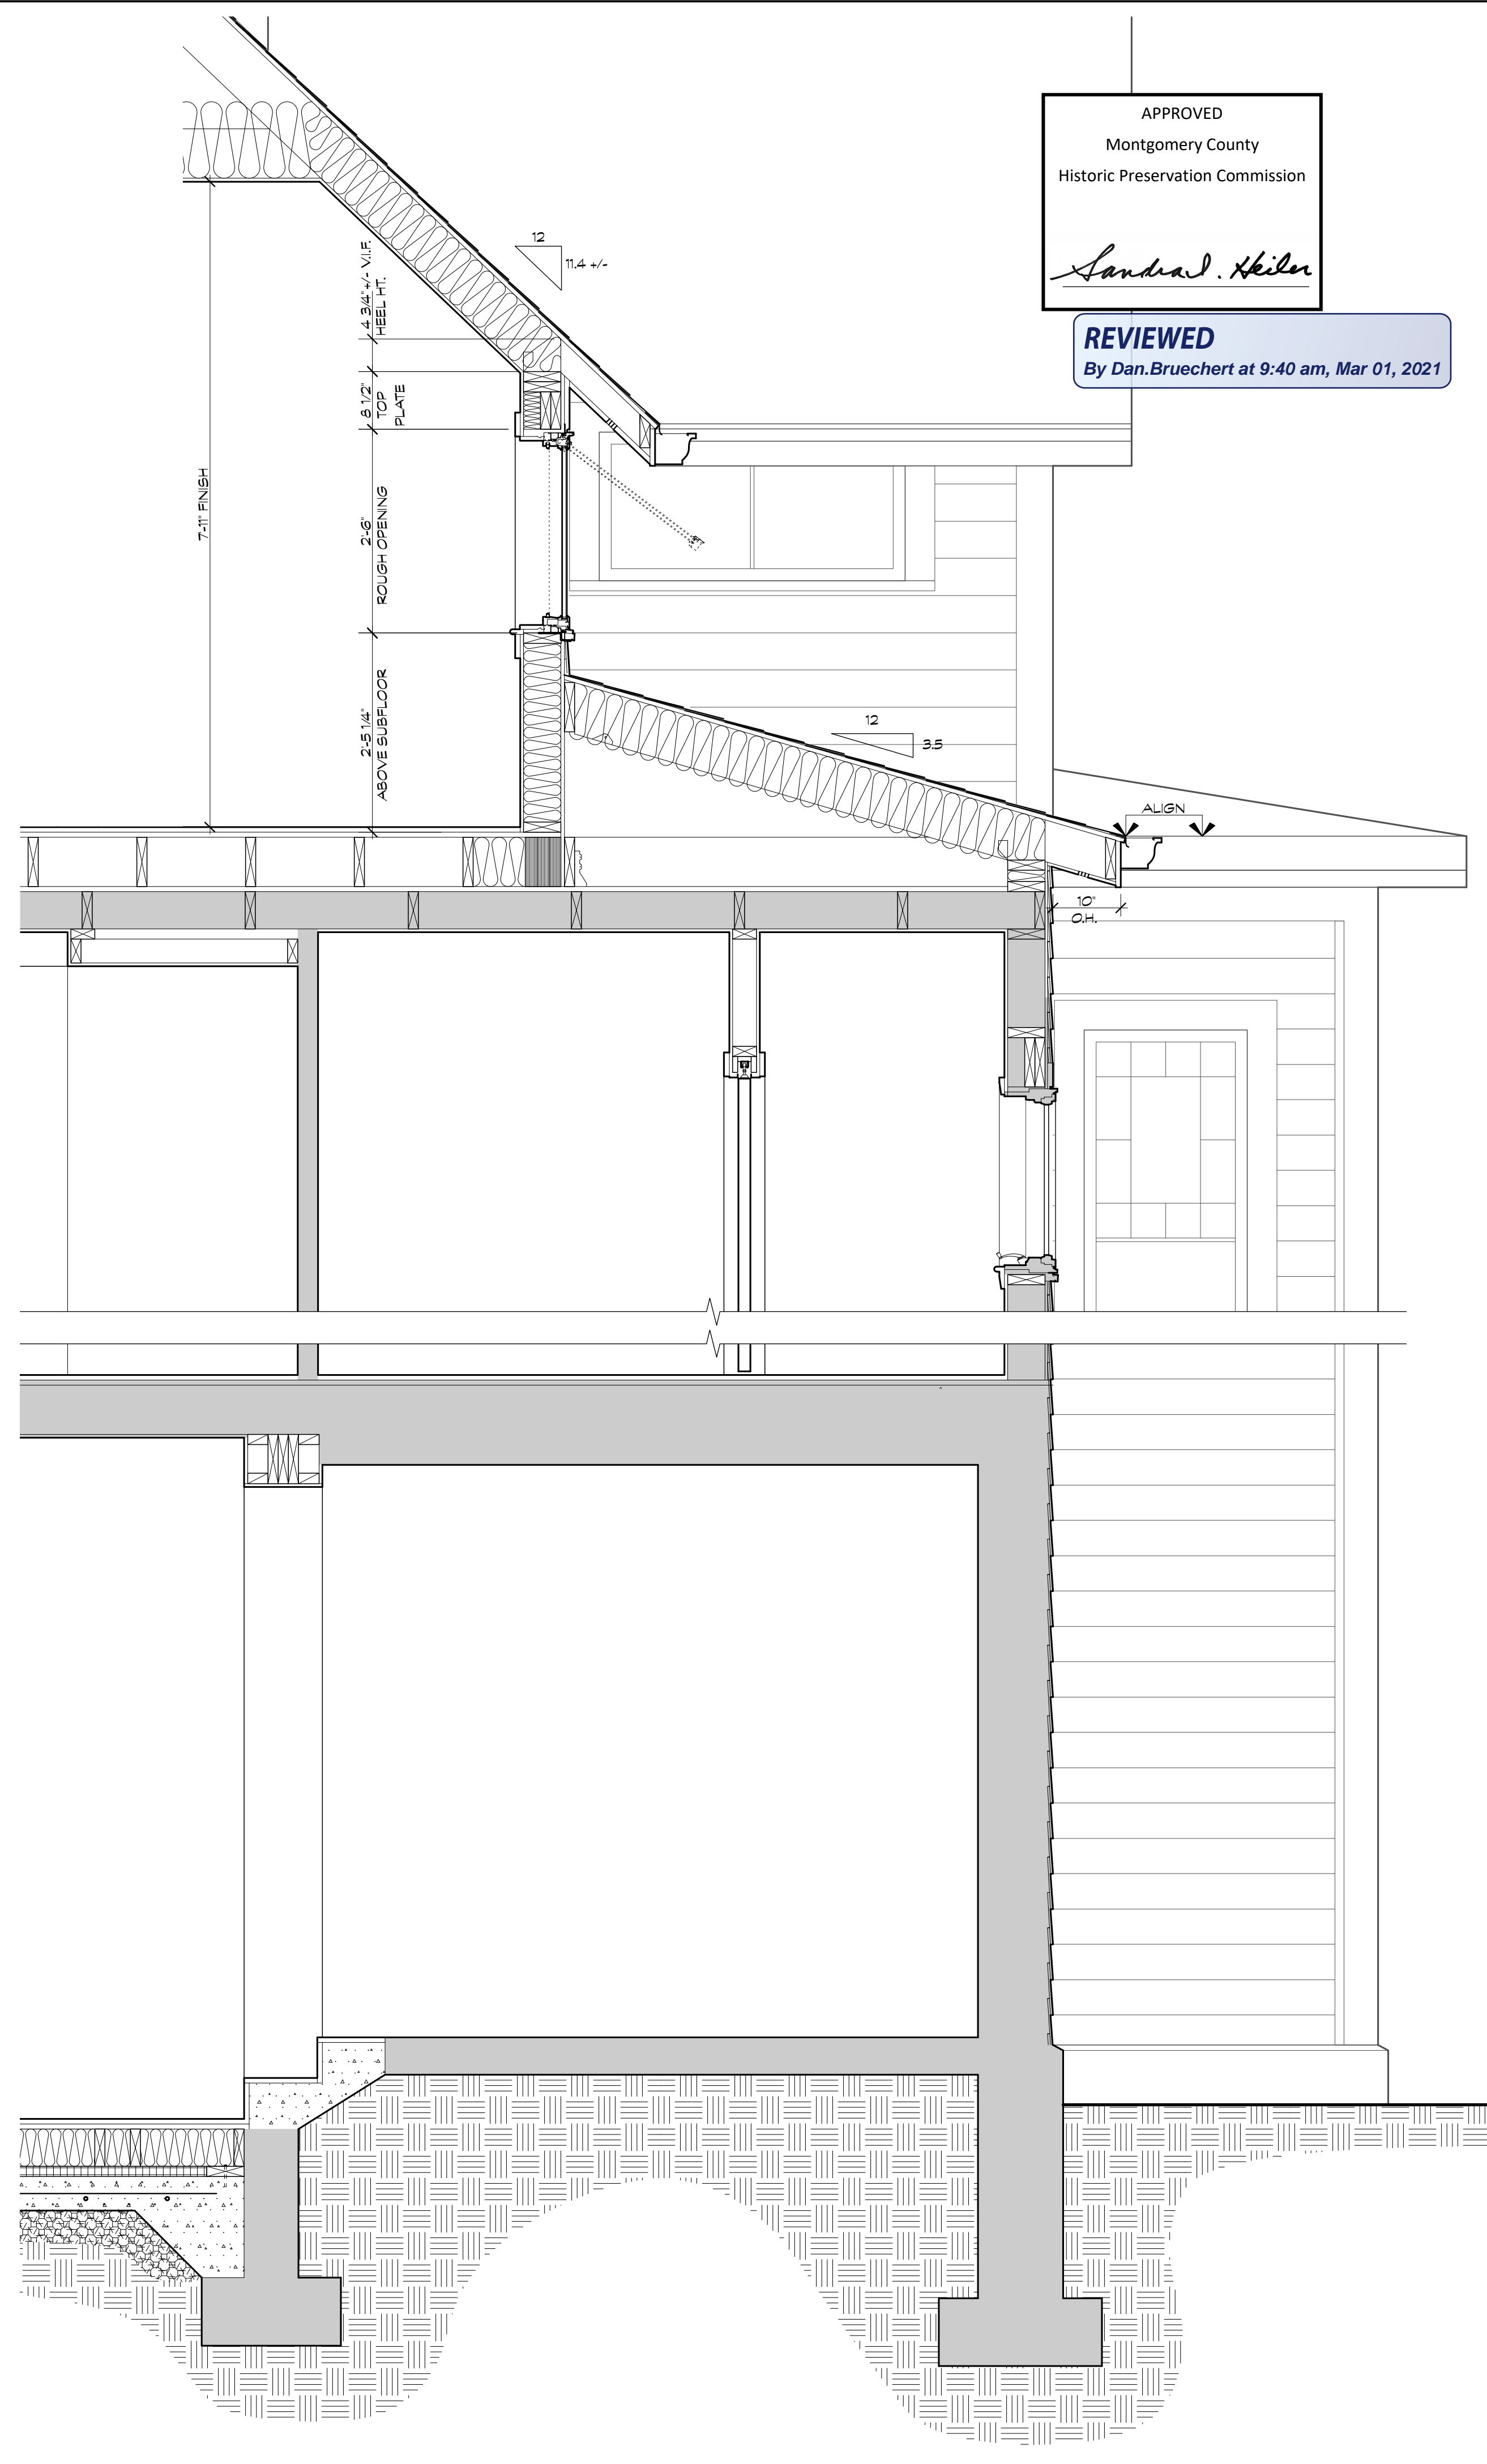 APPROVED
Montgomery County
Historic Preservation Commission
Sandra I. Heiler
REVIEWED
By Dan.Bruechert at 9:40 am, Mar 01, 2021
12
11.4 +/-
4 3/4" +/- V.I.F.
HEEL HT.
8 1/2"
TOP
PLATE
7'-11" FINISH
2'-6"
ROUGH OPENING
2'-5 1/4"
ABOVE SUBFLOOR
12
3.5
ALIGN
10"
O.H.